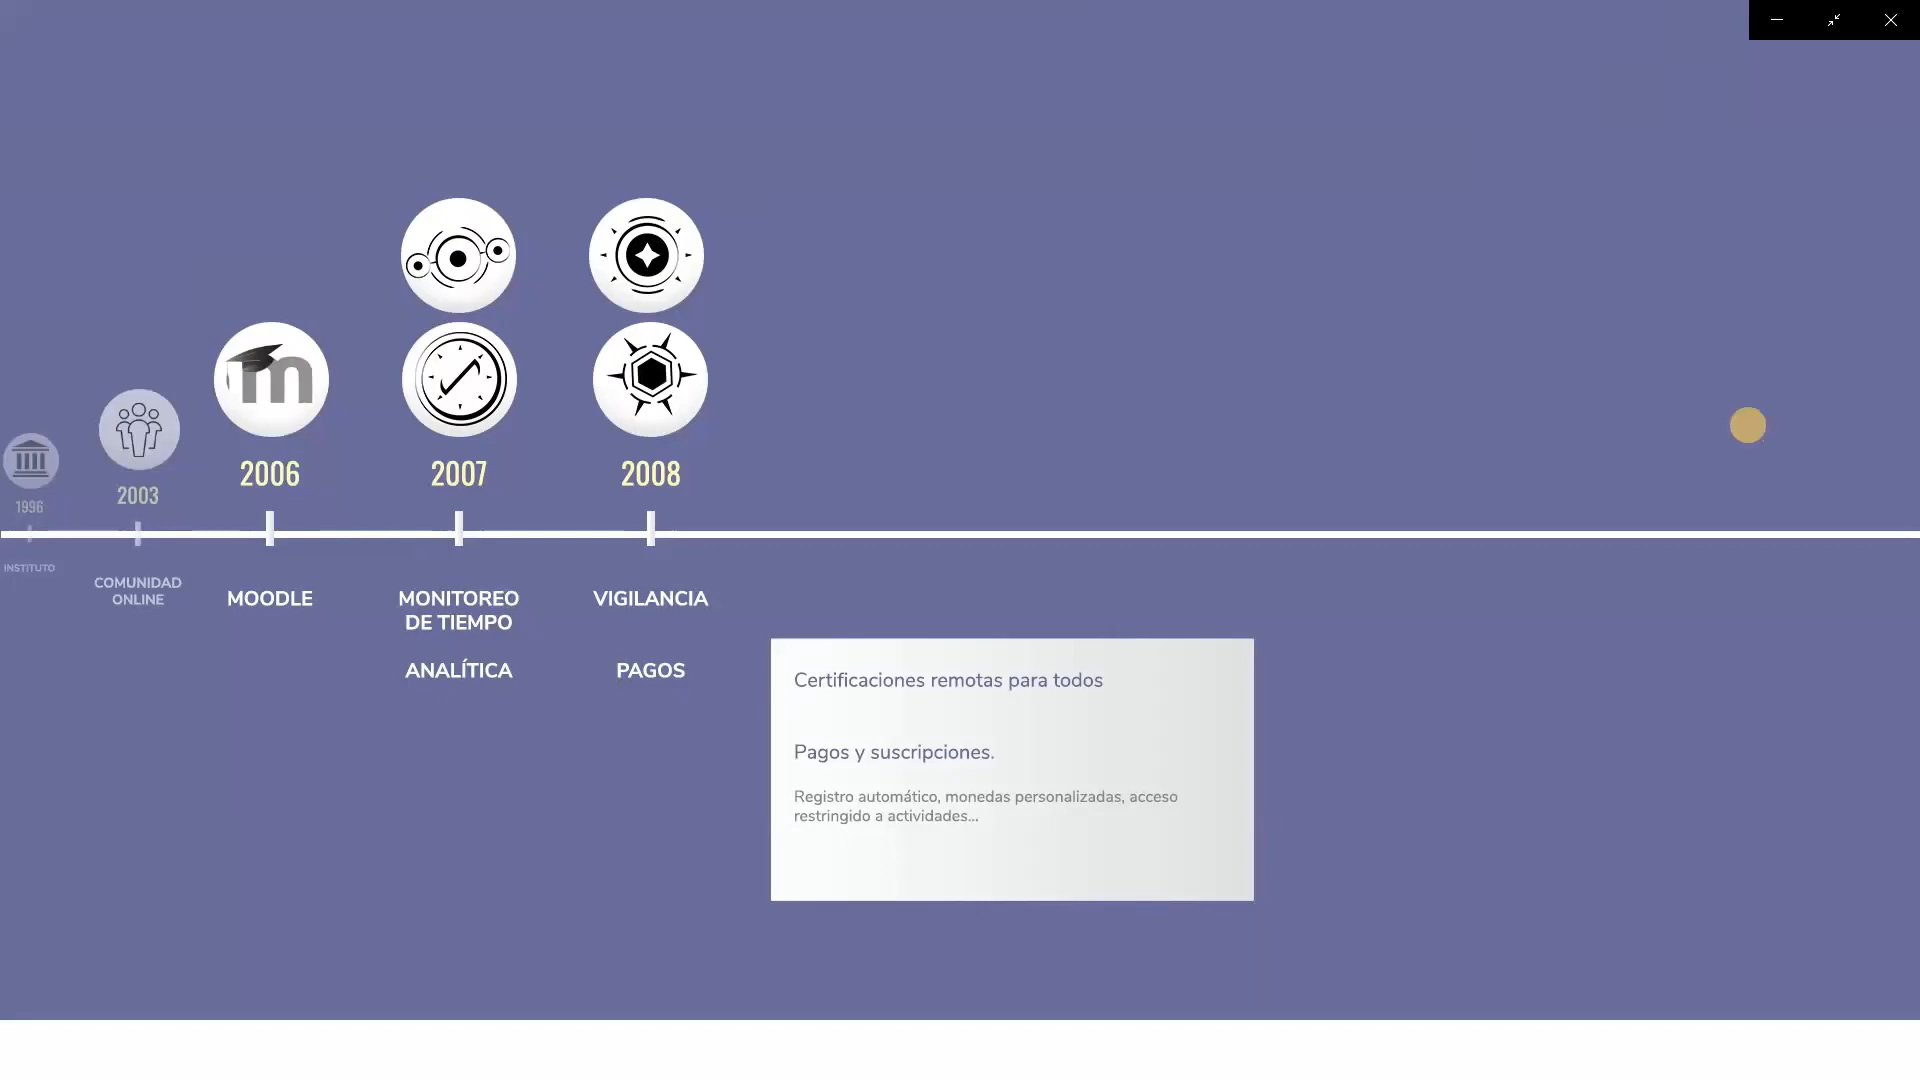 m
2006
2007
2008
2003
1996
INSTITUTO
COMUNIDAD
ONLINE
MOODLE
MONITOREO
DE TIEMPO
VIGILANCIA
ANALÍTICA
PAGOS
Certificaciones remotas para todos
Pagos y suscripciones.
Registro automático, monedas personalizadas, acceso
restringido a actividades...